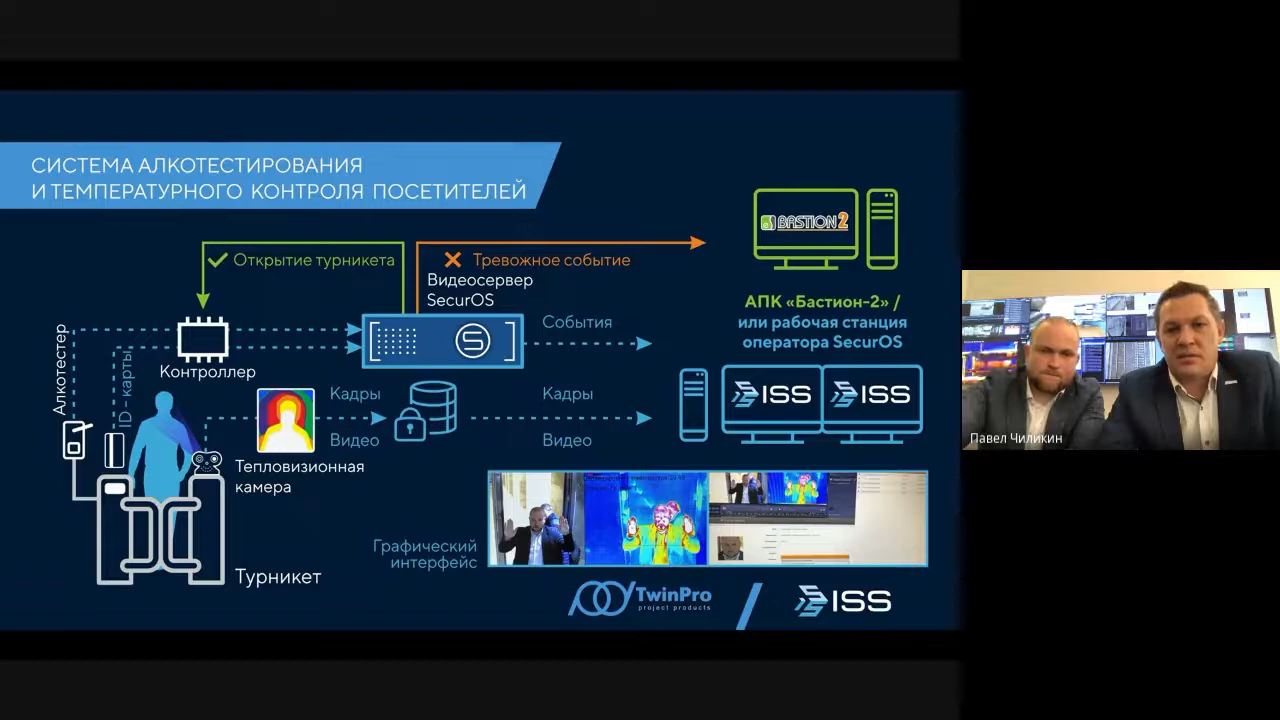 СИСТЕМА АЛКОТЕСТИРОВАНИЯ
И ТЕМПЕРАТУРНОГО КОНТРОЛЯ ПОСЕТИТЕЛЕЙ
BASTION2
Открытие турникета
Тревожное событие
Видеосервер
SecurOS
АПК «Бастион-2» /
или рабочая станция
оператора SecurOS
События
Алкотестер
ID-карты
Контроллер
Кадры
Видео
Кадры
Видео
ISS
ISS
Тепловизионная
камера
Графический
интерфейс
Турникет
TwinPro
project products
ISS
Павел Чиликин